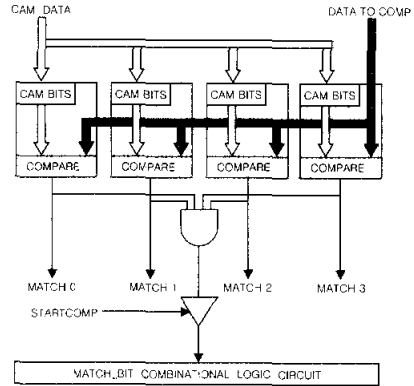 CAM DATA DATA TO COMP
CAM BITS CAM BITS CAM BITS CAM BITS
COMPARE COMPARE COMPARE COMPARE
MATCH 0 MATCH 1 MATCH 2 MATCH 3
STARTCOMP
MATCH_BIT COMBINATIONAL LOGIC CIRCUIT